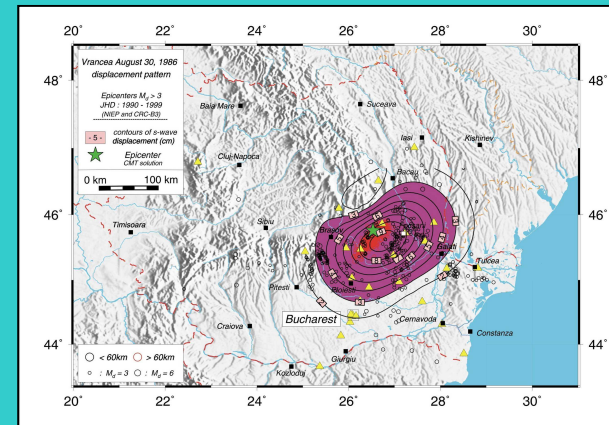 Vrancea August 30, 1986
displacement pattern
Epicenters Md > 3
JHD : 1990 - 1999
(NIEP and CRC-B3)
- 5 - contours of s-wave
displacement (cm)
Epicenter
CMT solution
0 km 100 km
48°
48°
46°
46°
44°
44°
Baia Mare
Suceava
Iasi
Kishinev
Cluj-Napoca
Bacau
Timisoara
Sibiu
Brasov
Galati
Tulcea
Pitesti
Ploiesti
Bucharest
Craiova
Cernavoda
Constanza
Giurgiu
Kozloduj
< 60km > 60km
: Md = 3 : Md = 6
20° 22° 24° 26° 28° 30°
20° 22° 24° 26° 28° 30°